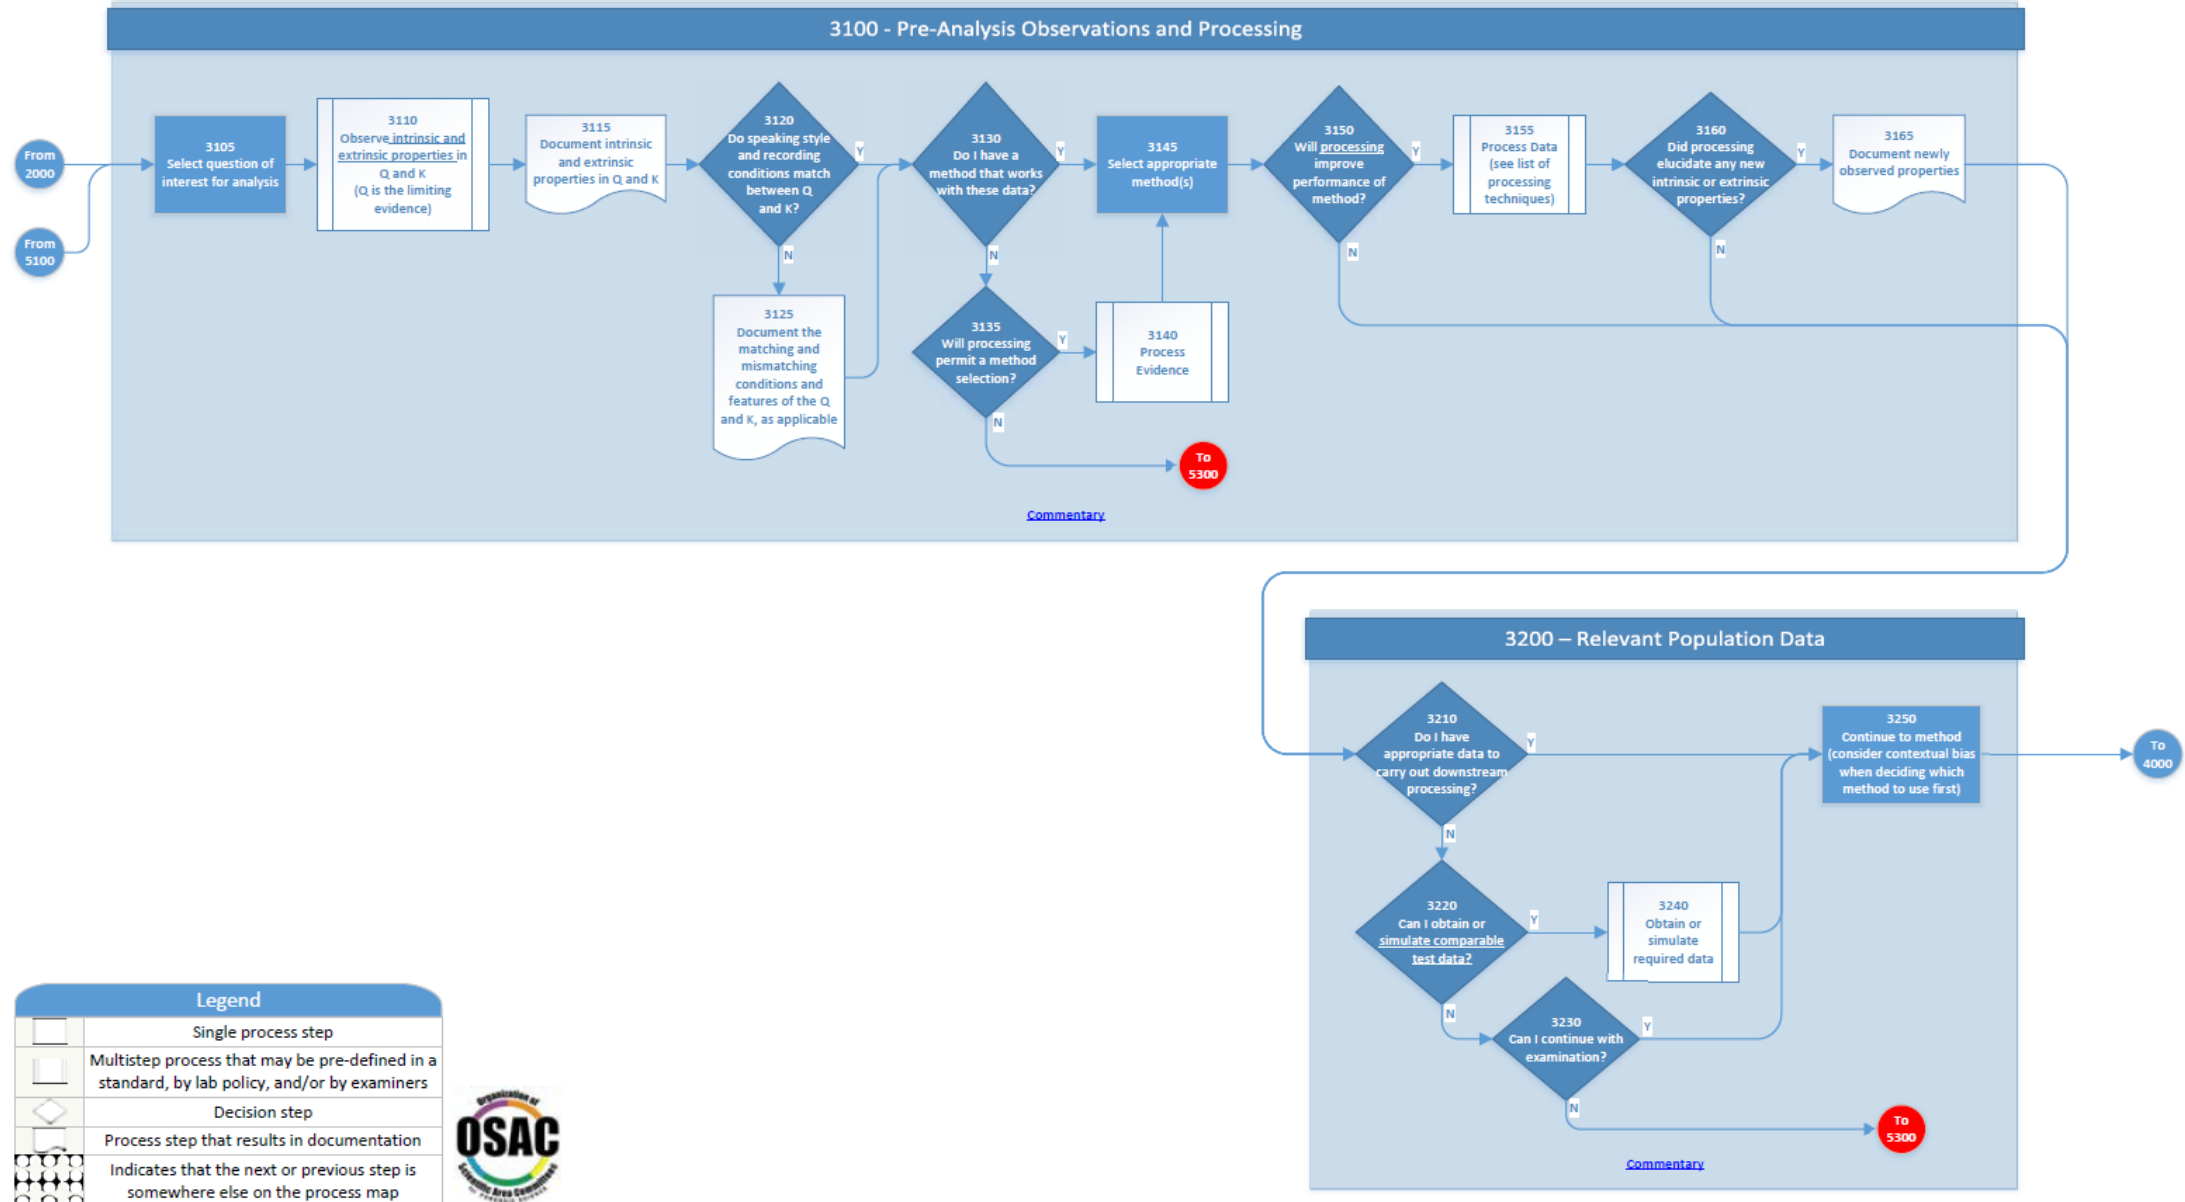 3100 - Pre-Analysis Observations and Processing
From
2000
From
5100
3105
Select question of
interest for analysis
3110
Observe intrinsic and
extrinsic properties in
Q and K
(Q is the limiting
evidence)
3115
Document intrinsic
and extrinsic
properties in Q and K
3120
Do speaking style
and recording
conditions match
between Q
and K?
Y
N
3125
Document the
matching and
mismatching
conditions and
features of the Q
and K, as applicable
3130
Do I have a
method that works
with these data?
Y
N
3135
Will processing
permit a method
selection?
Y
N
3140
Process
Evidence
To
5300
3145
Select appropriate
method(s)
3150
Will processing
improve
performance of
method?
Y
N
3155
Process Data
(see list of
processing
techniques)
3160
Did processing
elucidate any new
intrinsic or extrinsic
properties?
Y
N
3165
Document newly
observed properties
Commentary
3200 – Relevant Population Data
3210
Do I have
appropriate data to
carry out downstream
processing?
Y
N
3220
Can I obtain or
simulate comparable
test data?
Y
N
3240
Obtain or
simulate
required data
3230
Can I continue with
examination?
Y
N
To
5300
3250
Continue to method
(consider contextual bias
when deciding which
method to use first)
To
4000
Commentary
Legend
Single process step
Multistep process that may be pre-defined in a
standard, by lab policy, and/or by examiners
Decision step
Process step that results in documentation
Indicates that the next or previous step is
somewhere else on the process map
Organization of
OSAC
Scientific Area Committees